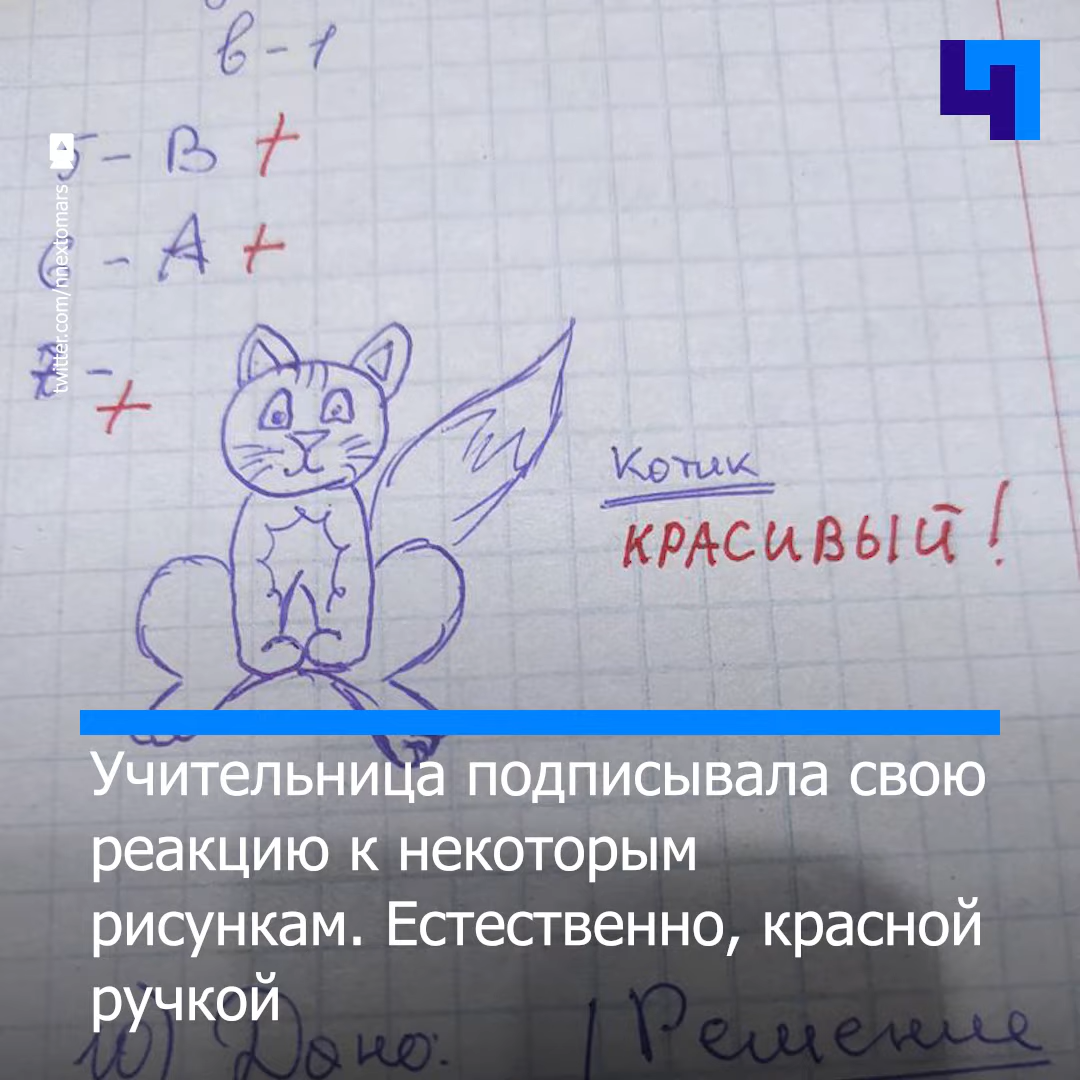 в - 1
5 - В +
6 - А +
7 -
+
Котик
КРАСИВЫЙ!
twitter.com/nnextomars
Учительница подписывала свою
реакцию к некоторым
рисункам. Естественно, красной
ручкой
10) Дано: | Решение